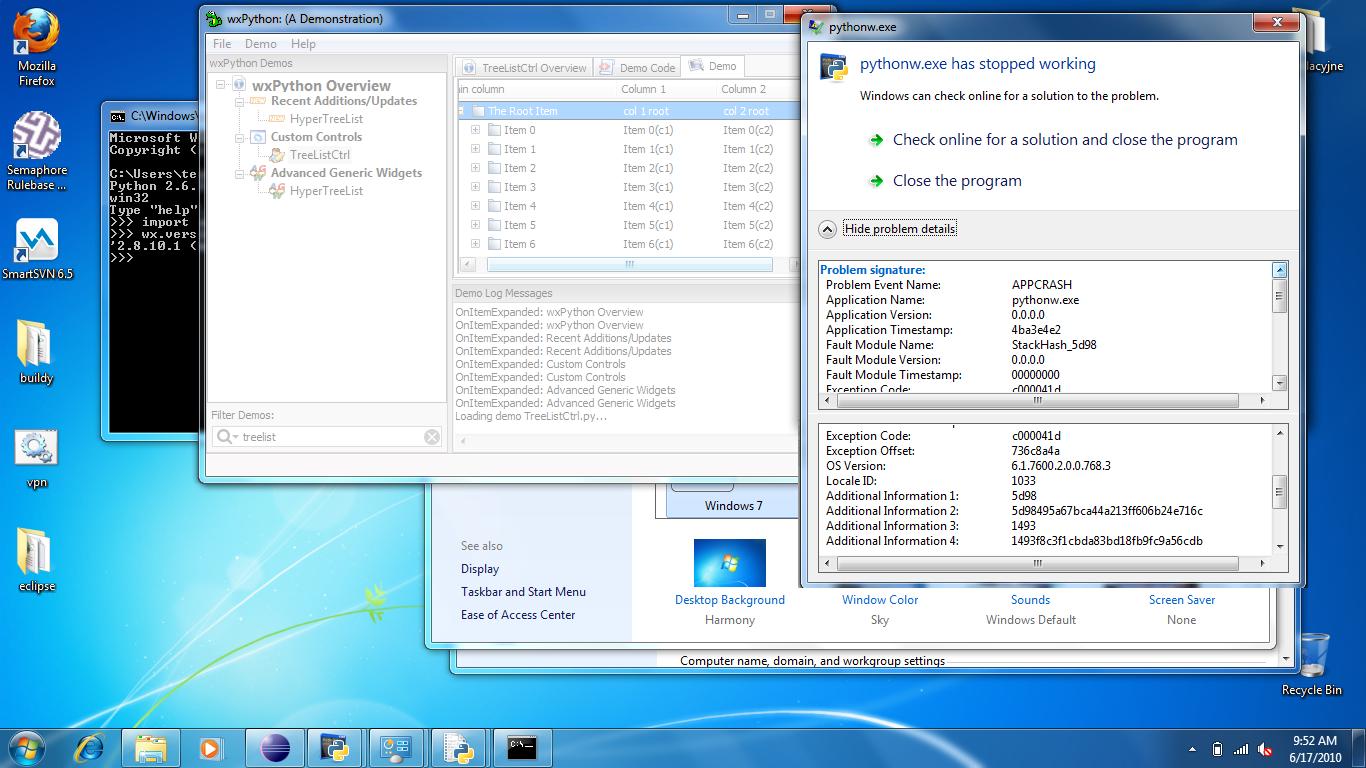 Mozilla
Firefox
Semaphore
Rulebase ...
SmartSVN 6.5
buildy
vpn
eclipse
lacyjne
Recycle Bin
C:\Windows\
Microsoft W
Copyright (
C:\Users\te
Python 2.6.
win32
Type "help"
>>> import
>>> wx.vers
'2.8.10.1 (
>>>
wxPython: (A Demonstration)
File Demo Help
wxPython Demos
wxPython Overview
Recent Additions/Updates
HyperTreeList
Custom Controls
TreeListCtrl
Advanced Generic Widgets
HyperTreeList
Filter Demos:
treelist
TreeListCtrl Overview Demo Code Demo
in column Column 1 Column 2
The Root Item col 1 root col 2 root
Item 0 Item 0(c1) Item 0(c2)
Item 1 Item 1(c1) Item 1(c2)
Item 2 Item 2(c1) Item 2(c2)
Item 3 Item 3(c1) Item 3(c2)
Item 4 Item 4(c1) Item 4(c2)
Item 5 Item 5(c1) Item 5(c2)
Item 6 Item 6(c1) Item 6(c2)
Demo Log Messages
OnItemExpanded: wxPython Overview
OnItemExpanded: wxPython Overview
OnItemExpanded: Recent Additions/Updates
OnItemExpanded: Recent Additions/Updates
OnItemExpanded: Custom Controls
OnItemExpanded: Custom Controls
OnItemExpanded: Advanced Generic Widgets
OnItemExpanded: Advanced Generic Widgets
Loading demo TreeListCtrl.py...
pythonw.exe
pythonw.exe has stopped working
Windows can check online for a solution to the problem.
Check online for a solution and close the program
Close the program
Hide problem details
Problem signature:
Problem Event Name: APPCRASH
Application Name: pythonw.exe
Application Version: 0.0.0.0
Application Timestamp: 4ba3e4e2
Fault Module Name: StackHash_5d98
Fault Module Version: 0.0.0.0
Fault Module Timestamp: 00000000
Exception Code: c000041d
Exception Code: c000041d
Exception Offset: 736c8a4a
OS Version: 6.1.7600.2.0.0.768.3
Locale ID: 1033
Additional Information 1: 5d98
Additional Information 2: 5d98495a67bca44a213ff606b24e716c
Additional Information 3: 1493
Additional Information 4: 1493f8c3f1cbda83bd18fb9fc9a56cdb
Windows 7
See also
Display
Taskbar and Start Menu
Ease of Access Center
Desktop Background
Harmony
Window Color
Sky
Sounds
Windows Default
Screen Saver
None
Computer name, domain, and workgroup settings
9:52 AM
6/17/2010